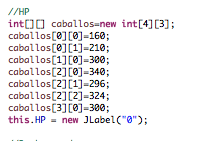 //HP
int[][] caballos=new int[4][3];
caballos[0][0]=160;
caballos[0][1]=210;
caballos[1][0]=300;
caballos[2][0]=340;
caballos[2][1]=296;
caballos[2][2]=324;
caballos[3][0]=300;
this.HP = new JLabel("0");